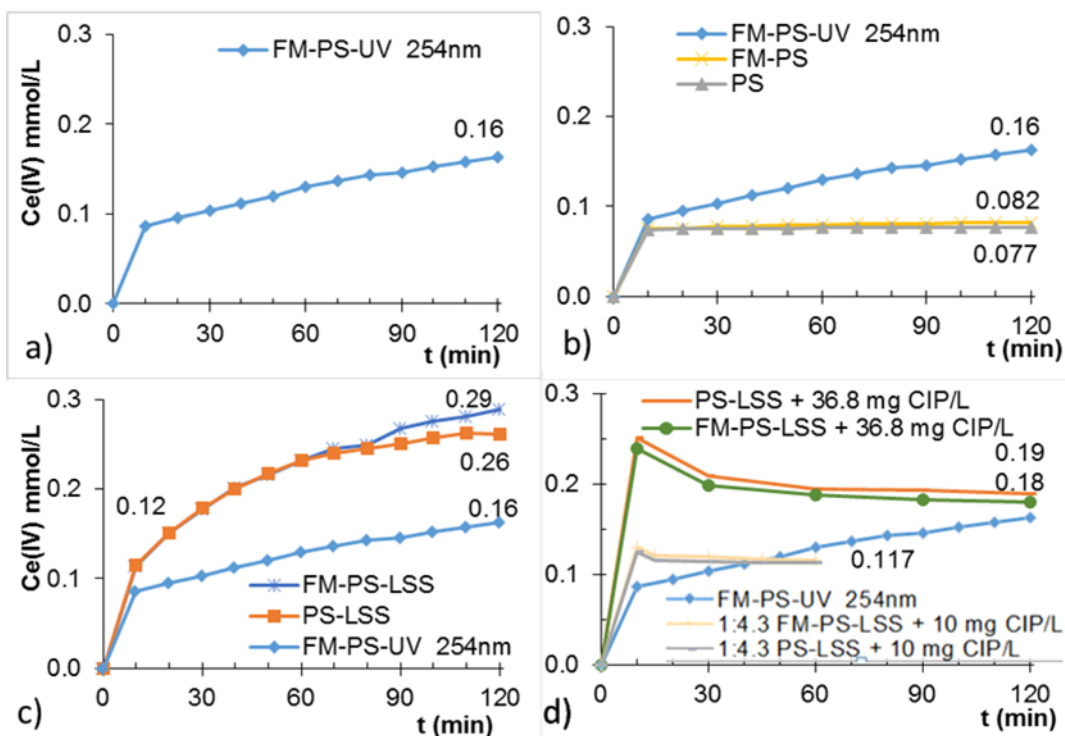 FM-PS-UV 254nm
Ce(IV) mmol/L
0.3
0.2
0.1
0.0
0.16
0 30 60 90 120
t (min)
a)
FM-PS-UV 254nm
FM-PS
PS
0.3
0.2
0.1
0.0
0.16
0.082
0.077
0 30 60 90 120
t (min)
b)
Ce(IV) mmol/L
0.3
0.2
0.1
0.0
0.29
0.26
0.12
0.16
FM-PS-LSS
PS-LSS
FM-PS-UV 254nm
0 30 60 90 120
t (min)
c)
PS-LSS + 36.8 mg CIP/L
FM-PS-LSS + 36.8 mg CIP/L
0.3
0.2
0.1
0.0
0.19
0.18
0.117
FM-PS-UV 254nm
1:4.3 FM-PS-LSS + 10 mg CIP/L
1:4.3 PS-LSS + 10 mg CIP/L
0 30 60 90 120
t (min)
d)